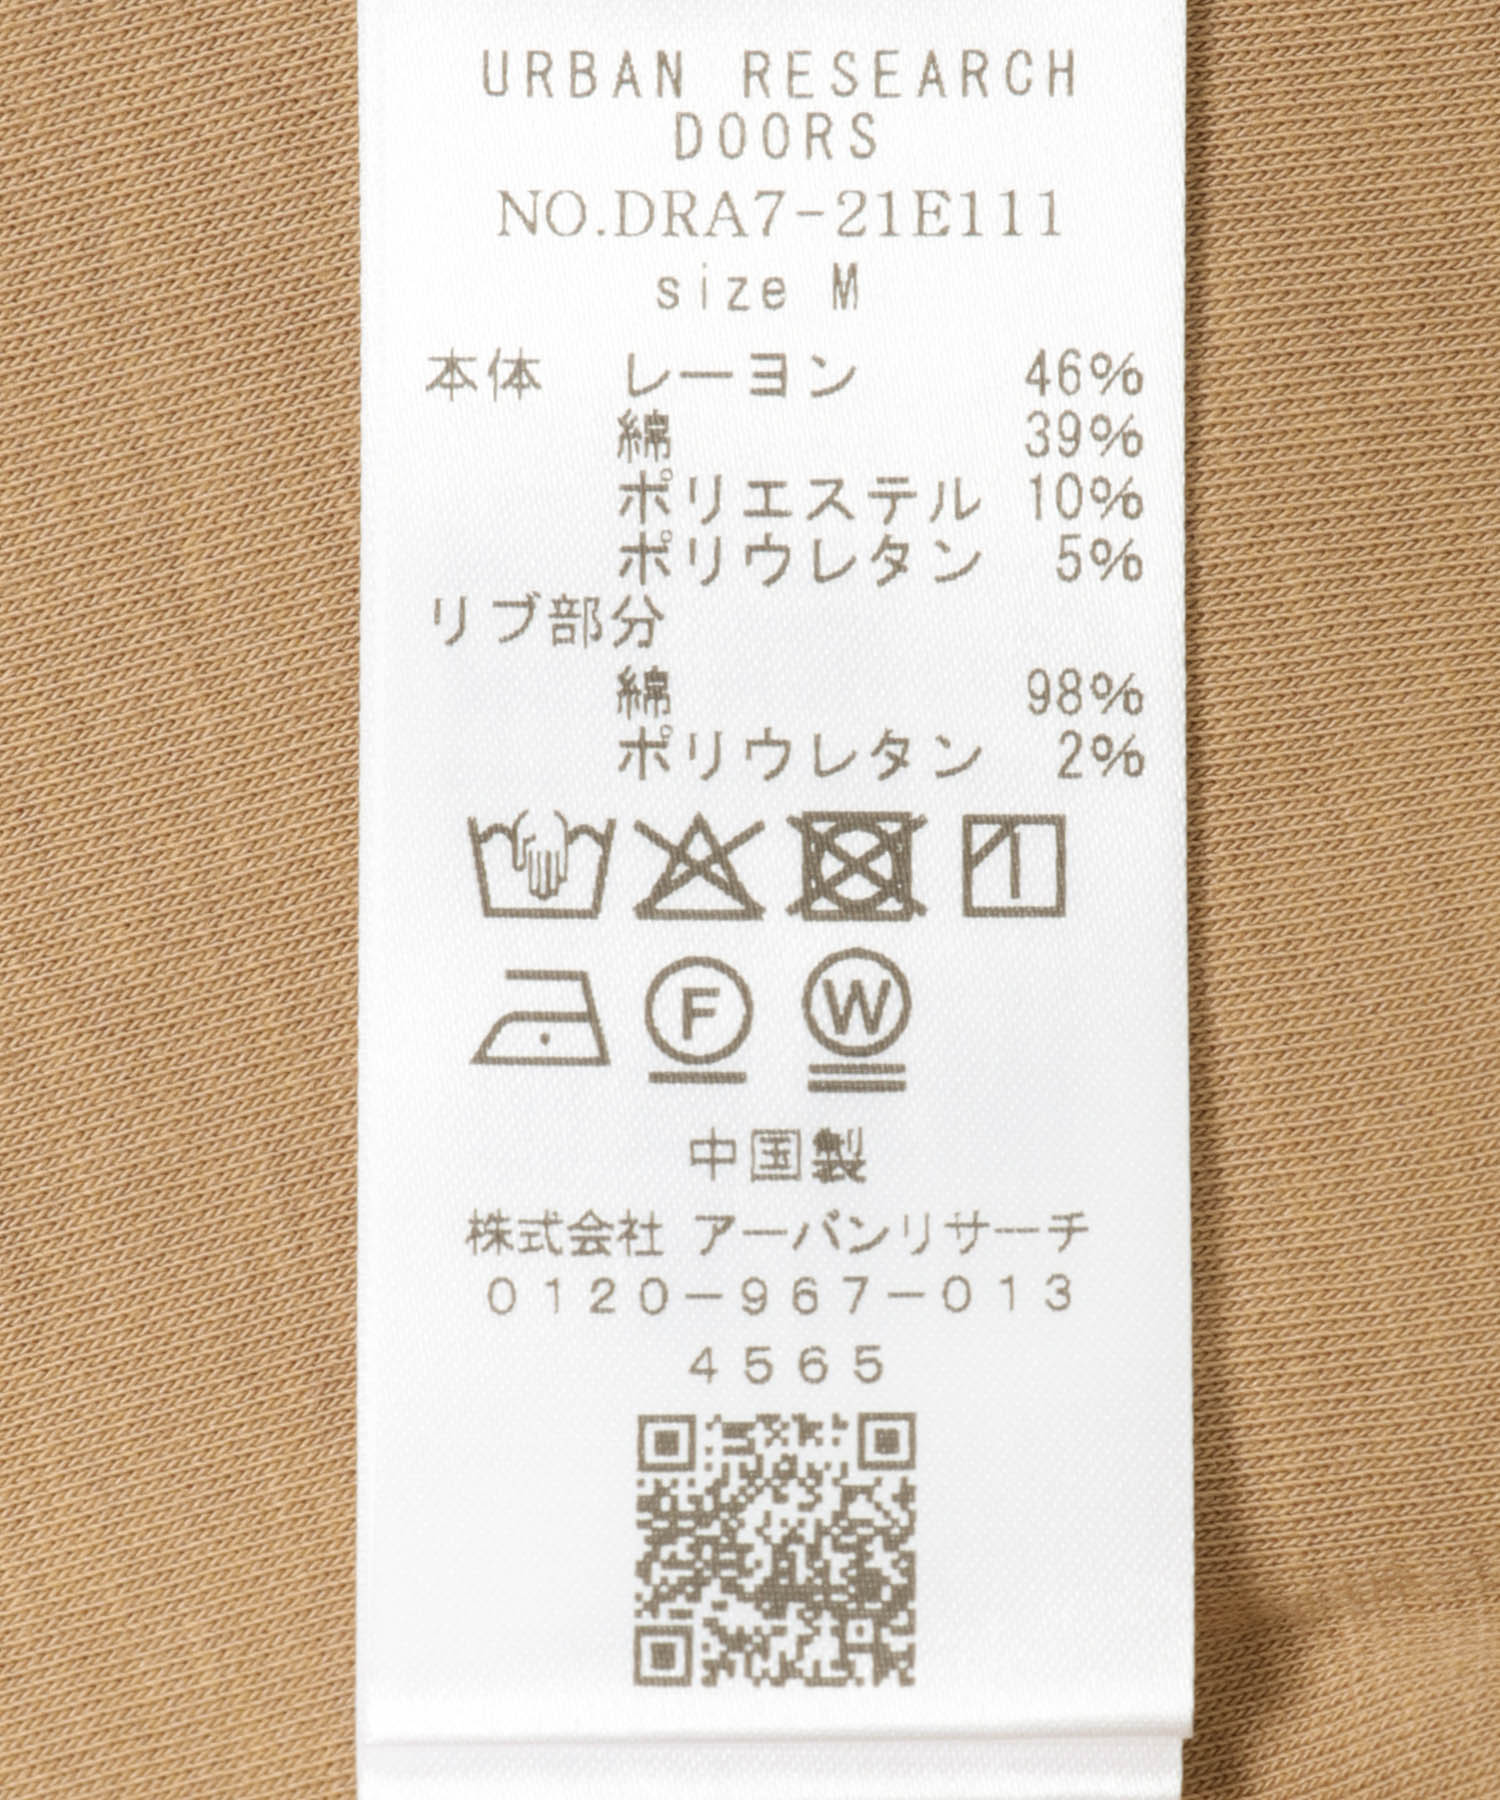 URBAN RESEARCH
DOORS
NO.DRA7-21E111
size M
本体 レーヨン 46%
綿 39%
ポリエステル 10%
ポリウレタン 5%
リブ部分
綿 98%
ポリウレタン 2%
F W
中国製
株式会社 アーバンリサーチ
0120-967-013
4565